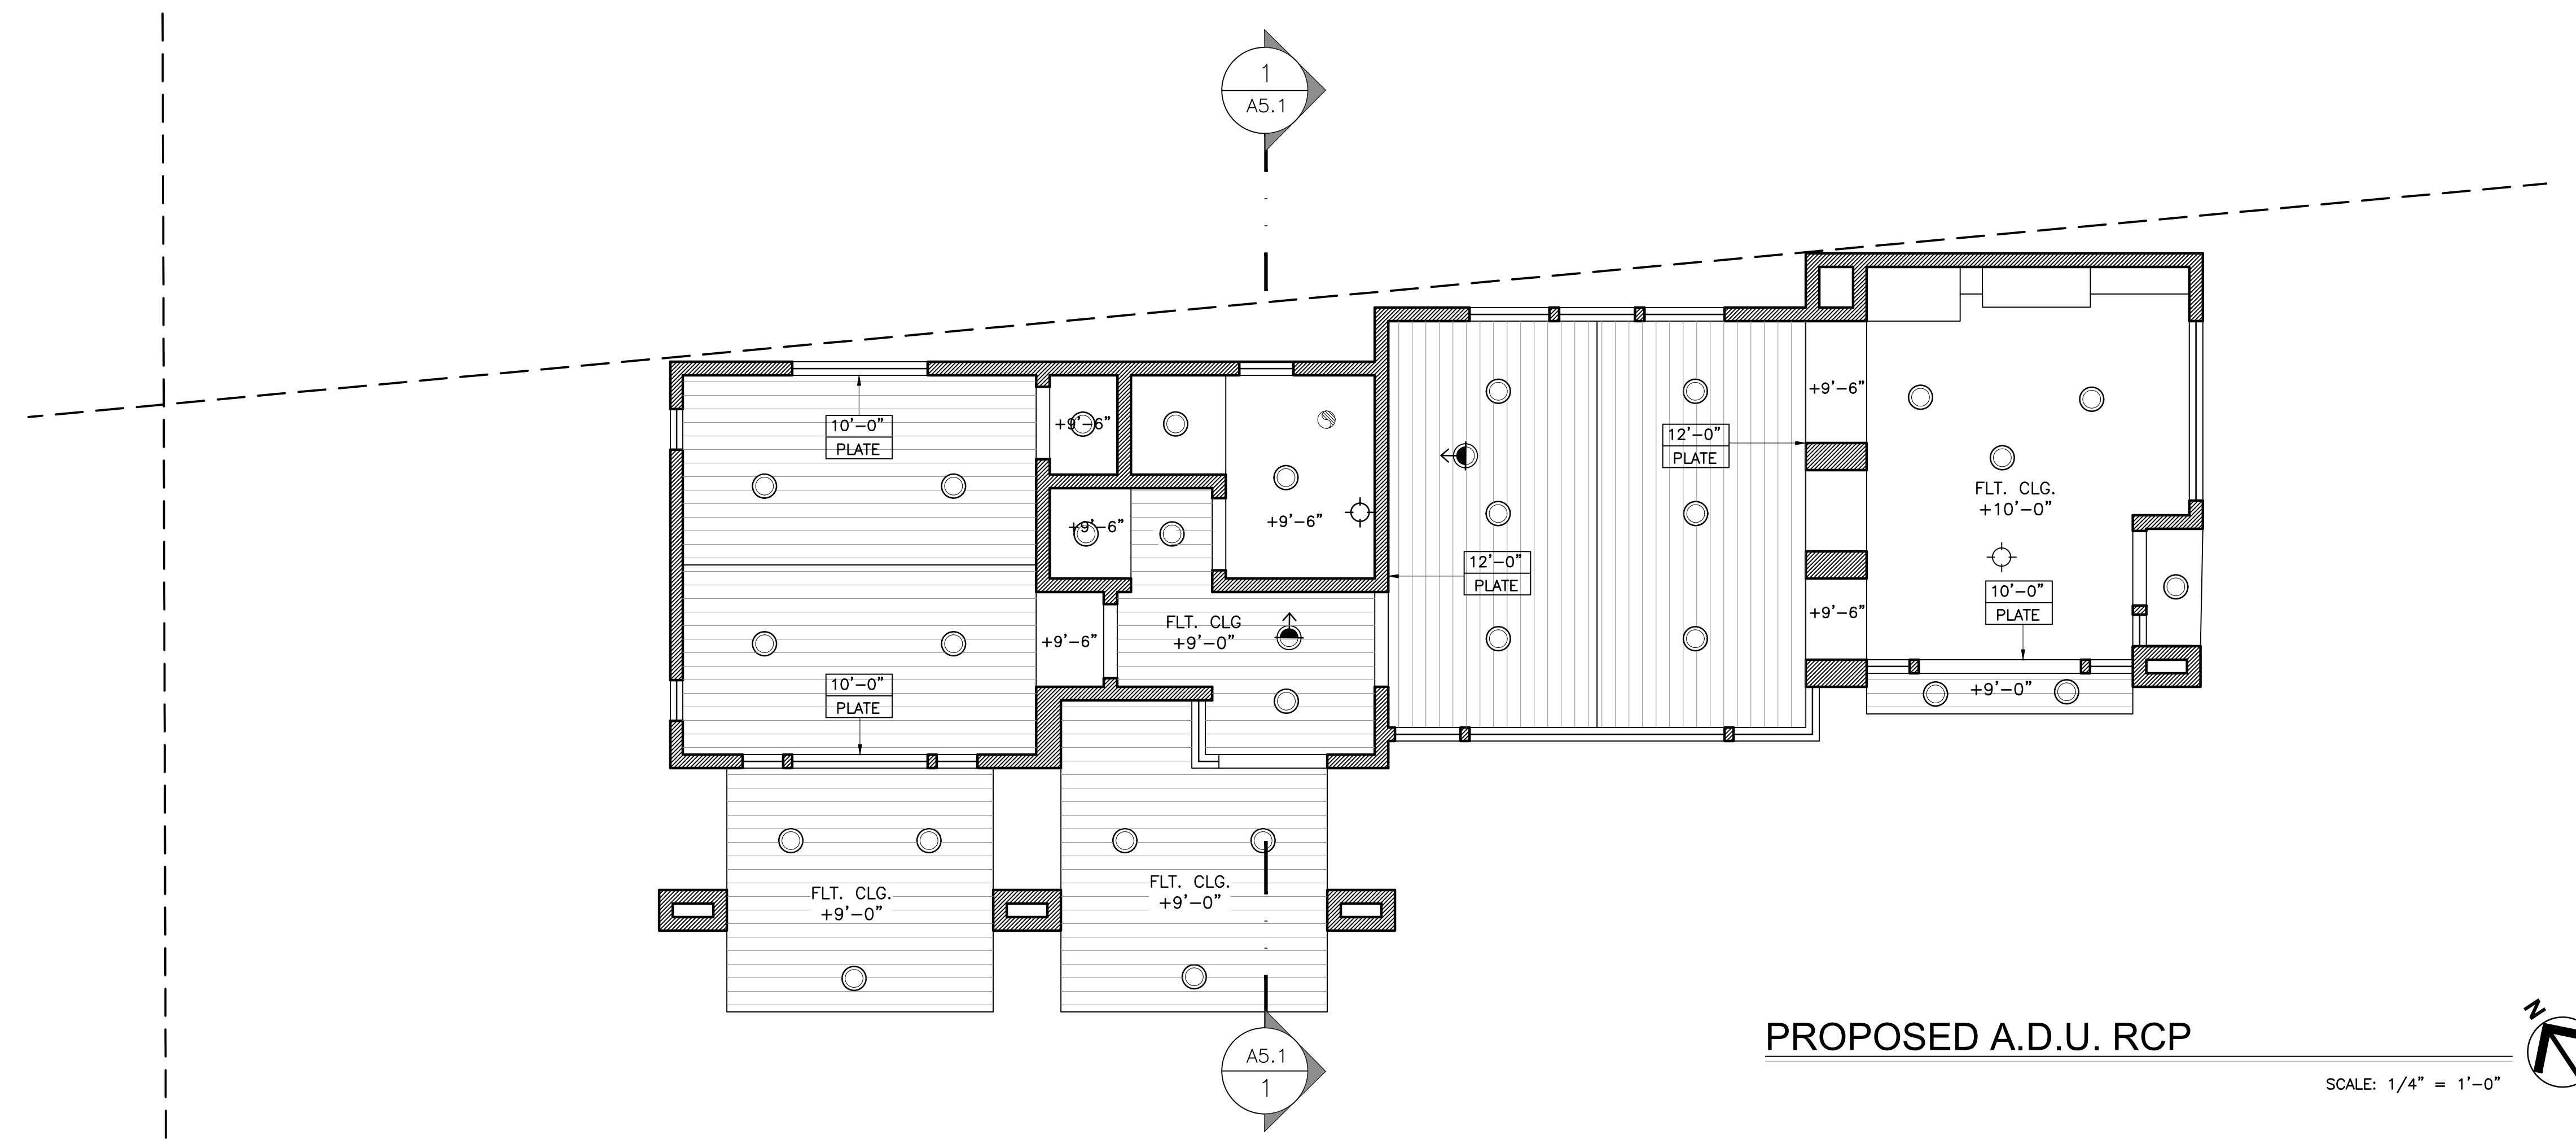 1
A5.1
+9'-6"
10'-0"
PLATE
+9'-6"
12'-0"
PLATE
FLT. CLG.
+10'-0"
+9'-6"
+9'-6"
12'-0"
PLATE
10'-0"
PLATE
+9'-6"
FLT. CLG
+9'-0"
+9'-6"
10'-0"
PLATE
+9'-0"
FLT. CLG.
+9'-0"
FLT. CLG.
+9'-0"
N
PROPOSED A.D.U. RCP
SCALE: 1/4" = 1'-0"
A5.1
1